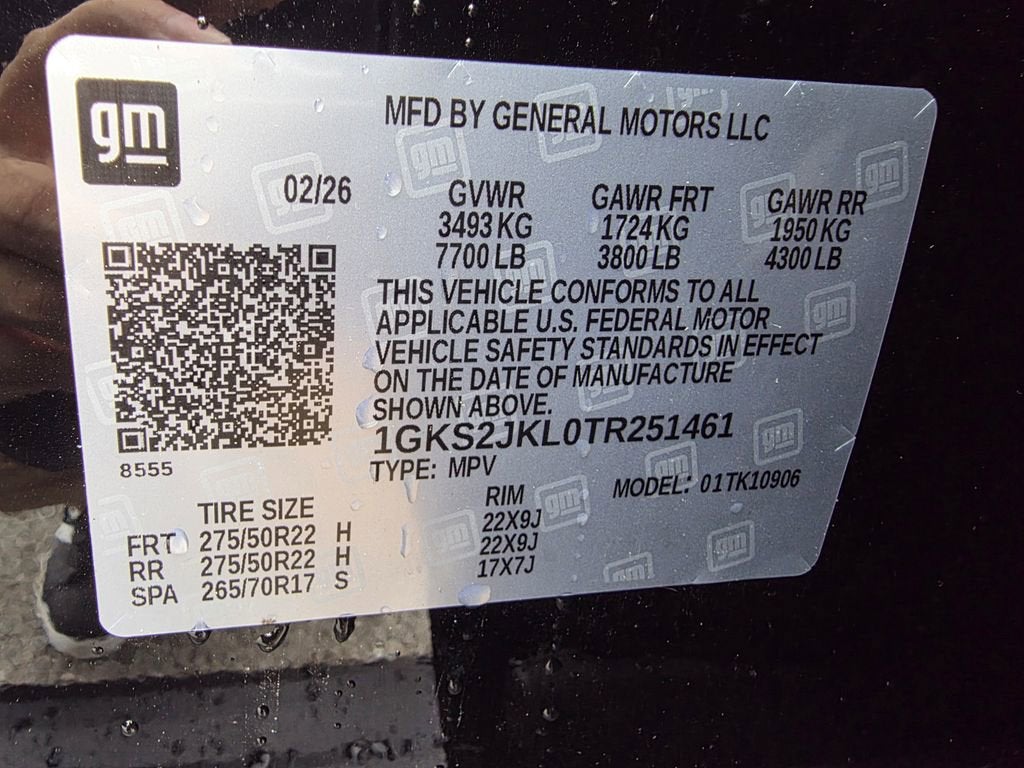 gm
MFD BY GENERAL MOTORS LLC
02/26 GVWR GAWR FRT GAWR RR
3493 KG 1724 KG 1950 KG
7700 LB 3800 LB 4300 LB
THIS VEHICLE CONFORMS TO ALL
APPLICABLE U.S. FEDERAL MOTOR
VEHICLE SAFETY STANDARDS IN EFFECT
ON THE DATE OF MANUFACTURE
SHOWN ABOVE.
1GKS2JKL0TR251461
8555
TYPE: MPV MODEL: 01TK10906
TIRE SIZE RIM
FRT 275/50R22 H 22X9J
RR 275/50R22 H 22X9J
SPA 265/70R17 S 17X7J